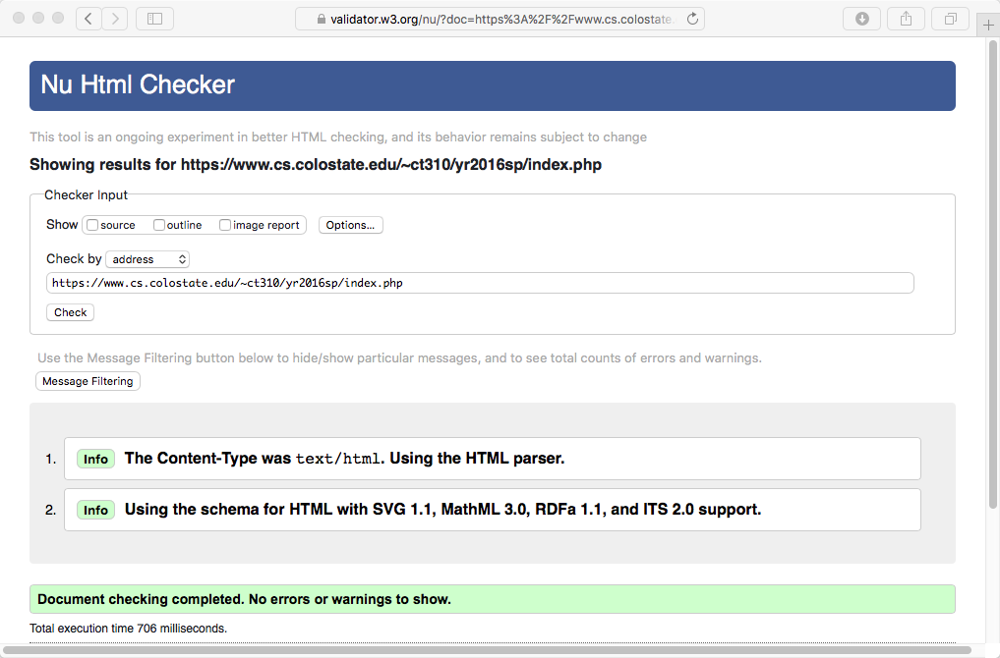 validator.w3.org/nu/?doc=https%3A%2F%2Fwww.cs.colostate.
Nu Html Checker
This tool is an ongoing experiment in better HTML checking, and its behavior remains subject to change
Showing results for https://www.cs.colostate.edu/~ct310/yr2016sp/index.php
Checker Input
Show source outline image report Options...
Check by address
https://www.cs.colostate.edu/~ct310/yr2016sp/index.php
Check
Use the Message Filtering button below to hide/show particular messages, and to see total counts of errors and warnings.
Message Filtering
1. Info The Content-Type was text/html. Using the HTML parser.
2. Info Using the schema for HTML with SVG 1.1, MathML 3.0, RDFa 1.1, and ITS 2.0 support.
Document checking completed. No errors or warnings to show.
Total execution time 706 milliseconds.